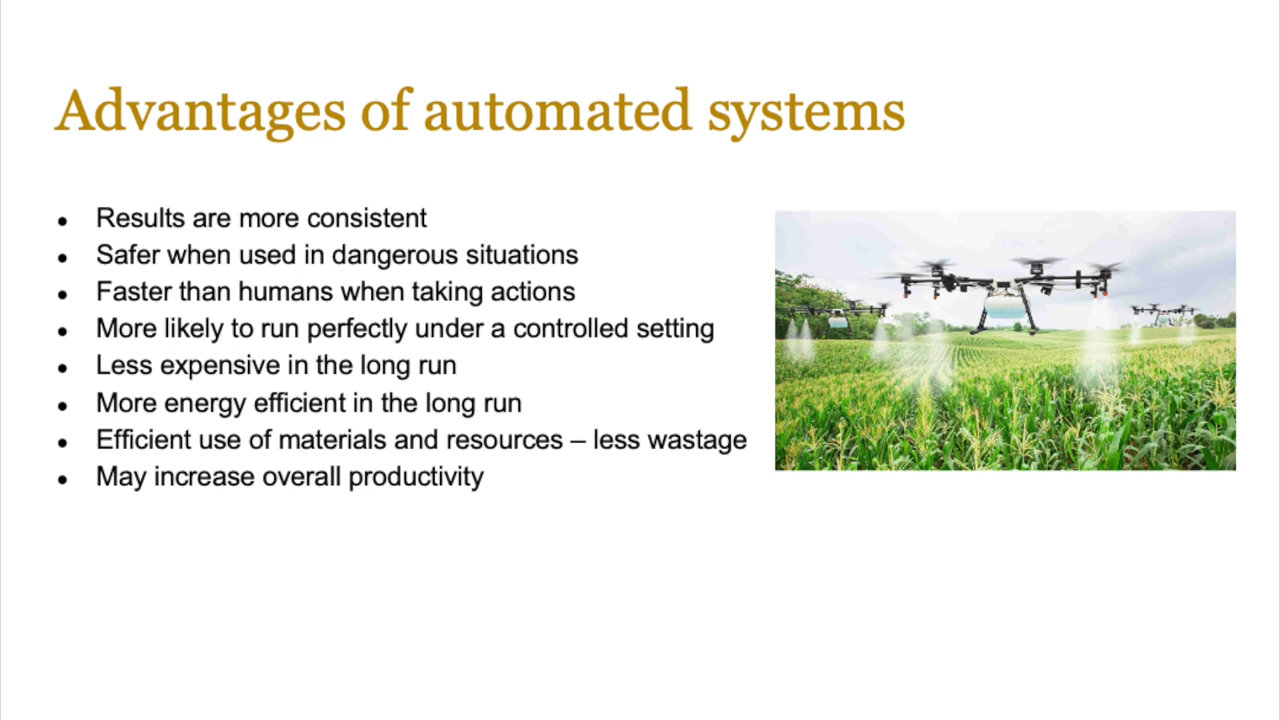 Advantages of automated systems
• Results are more consistent
• Safer when used in dangerous situations
• Faster than humans when taking actions
• More likely to run perfectly under a controlled setting
• Less expensive in the long run
• More energy efficient in the long run
• Efficient use of materials and resources – less wastage
• May increase overall productivity